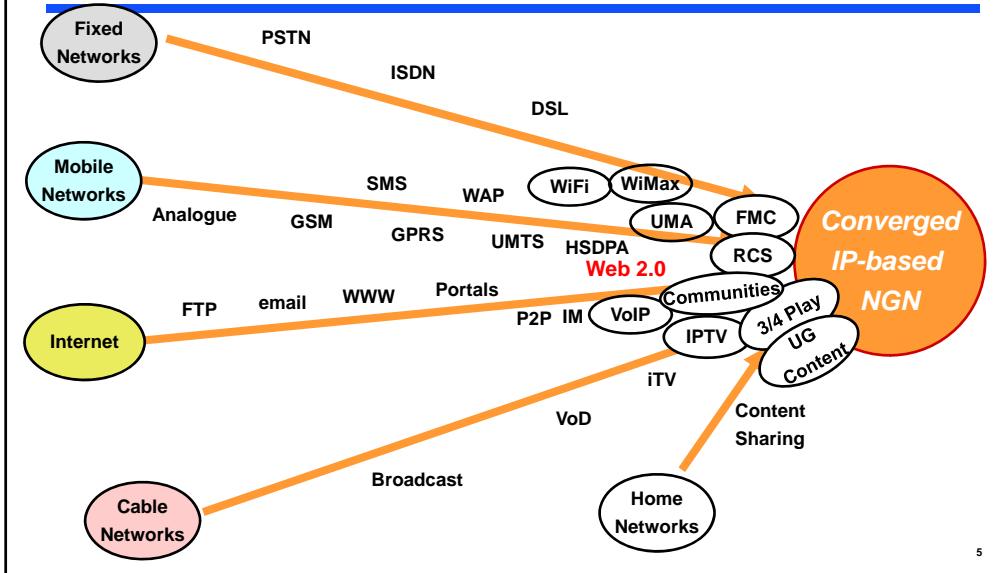 Fixed
Networks
PSTN
ISDN
DSL
Mobile
Networks
Analogue
SMS
GSM
WAP
GPRS
UMTS
HSDPA
WiFi
WiMax
UMA
FMC
RCS
Converged
IP-based
NGN
Web 2.0
Internet
FTP
email
WWW
Portals
P2P
IM
VoIP
Communities
3/4 Play
IPTV
UG
Content
iTV
VoD
Broadcast
Cable
Networks
Content
Sharing
Home
Networks
5